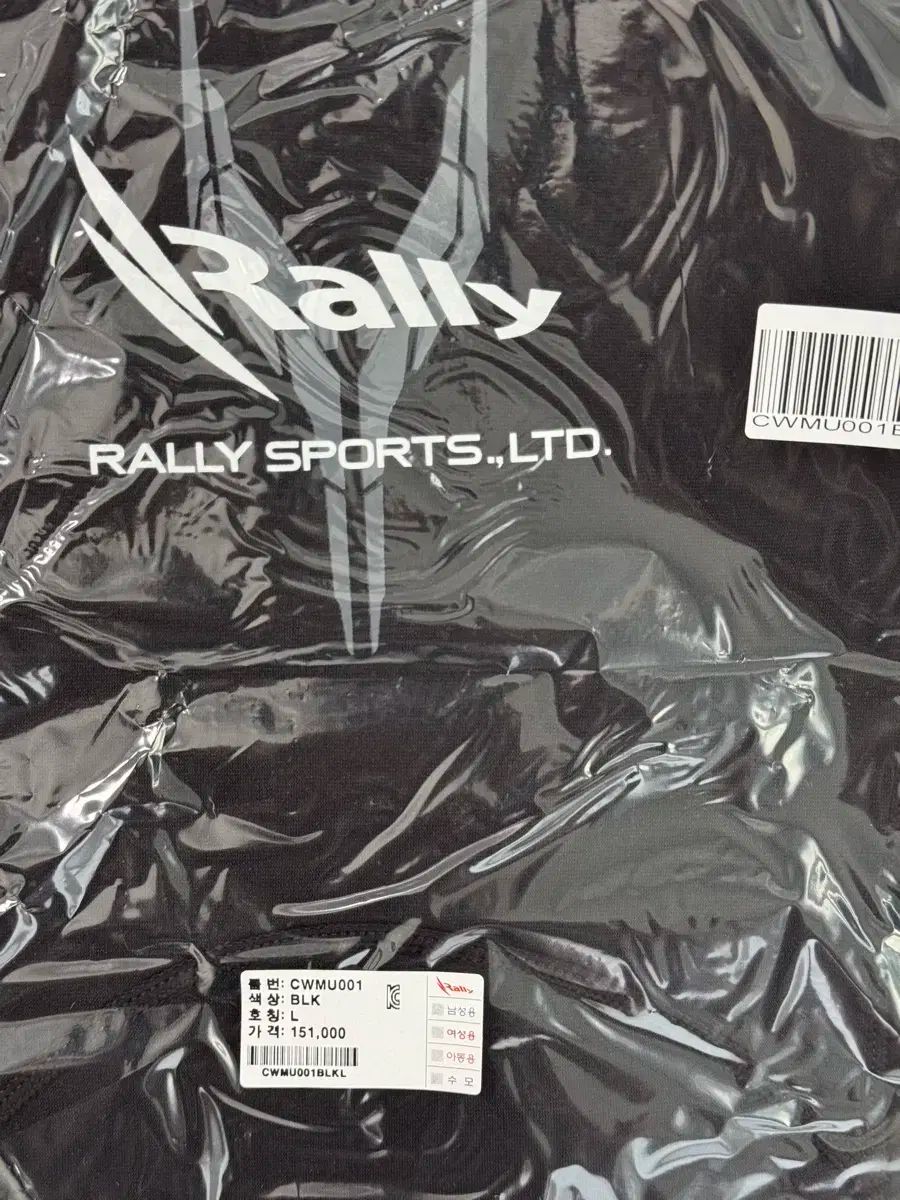 Rally
RALLY SPORTS.,LTD.
CWMU001B
품 번: CWMU001
색 상: BLK
호 칭: L
가 격: 151,000
CWMU001BLKL
Rally
남성용
여성용
아동용
수 모